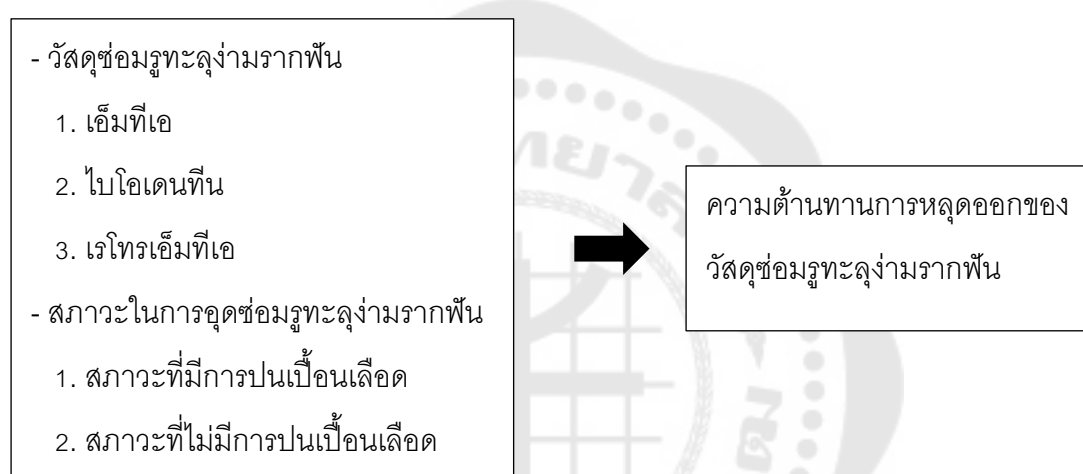 - วัสดุซ่อมรูทะลุง่ามรากฟัน
1. เอ็มทีเอ
2. ไบโอเดนทีน
3. เรโทรเอ็มทีเอ
- สภาวะในการอุดซ่อมรูทะลุง่ามรากฟัน
1. สภาวะที่มีการปนเปื้อนเลือด
2. สภาวะที่ไม่มีการปนเปื้อนเลือด
ความต้านทานการหลุดออกของ
วัสดุซ่อมรูทะลุง่ามรากฟัน